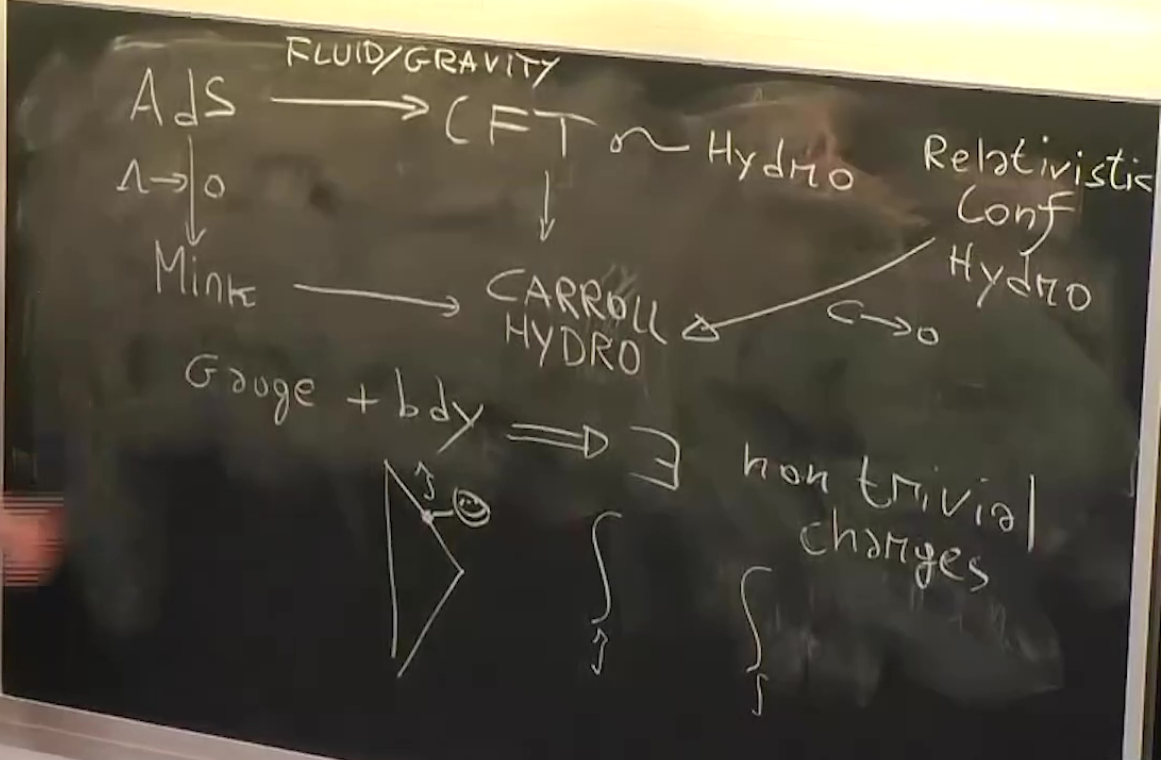 FLUID/GRAVITY
AdS → CFT ~ Hydro
Relativistic
Conf
Hydro
Λ→0
Mink → CARROLL
HYDRO
C→0
Gauge + bdy ⇒ ∃ non trivial
charges
∫ ∫